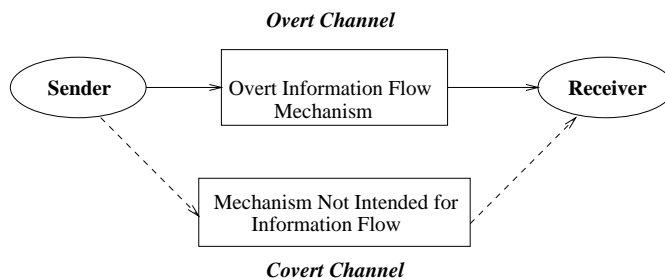 Overt Channel
Sender
Overt Information Flow
Mechanism
Receiver
Mechanism Not Intended for
Information Flow
Covert Channel